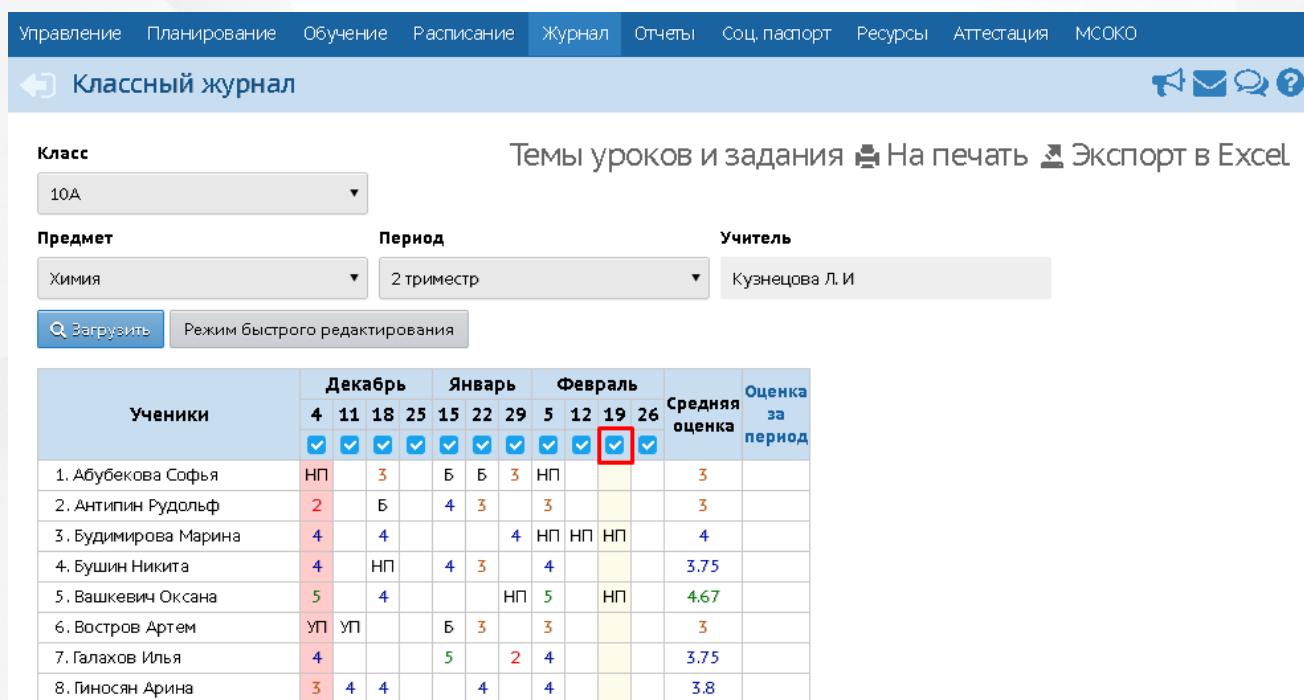 Управление Планирование Обучение Расписание Журнал Отчеты Соц. паспорт Ресурсы Аттестация МСОКО
Классный журнал
Класс
Темы уроков и задания На печать Экспорт в Excel
10А
Предмет Период Учитель
Химия 2 триместр Кузнецова Л. И
Загрузить Режим быстрого редактирования
Ученики Декабрь Январь Февраль Средняя оценка Оценка за период
4 11 18 25 15 22 29 5 12 19 26
1. Абубекова Софья НП 3 Б Б 3 НП 3
2. Антипин Рудольф 2 Б 4 3 3 3
3. Будимирова Марина 4 4 4 НП НП НП 4
4. Бушин Никита 4 НП 4 3 4 3.75
5. Вашкевич Оксана 5 4 НП 5 НП 4.67
6. Востров Артем УП УП Б 3 3 3
7. Галахов Илья 4 5 2 4 3.75
8. Гиносян Арина 3 4 4 4 4 3.8